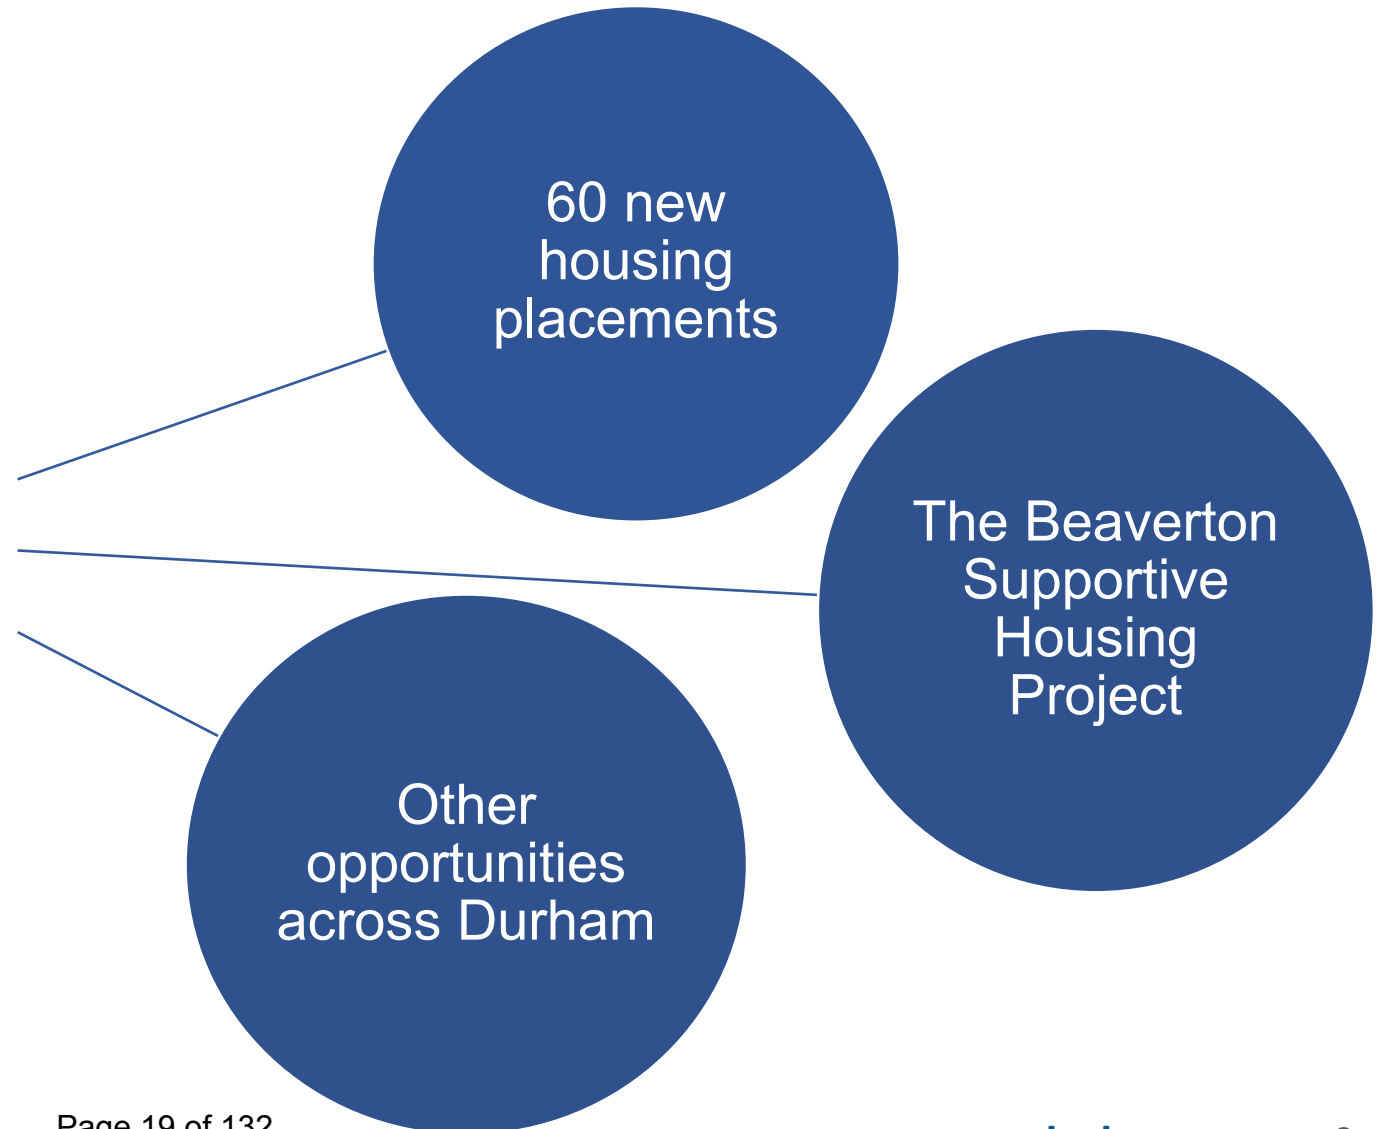 60 new
housing
placements
The Beaverton
Supportive
Housing
Project
Other
opportunities
across Durham
Page 19 of 132